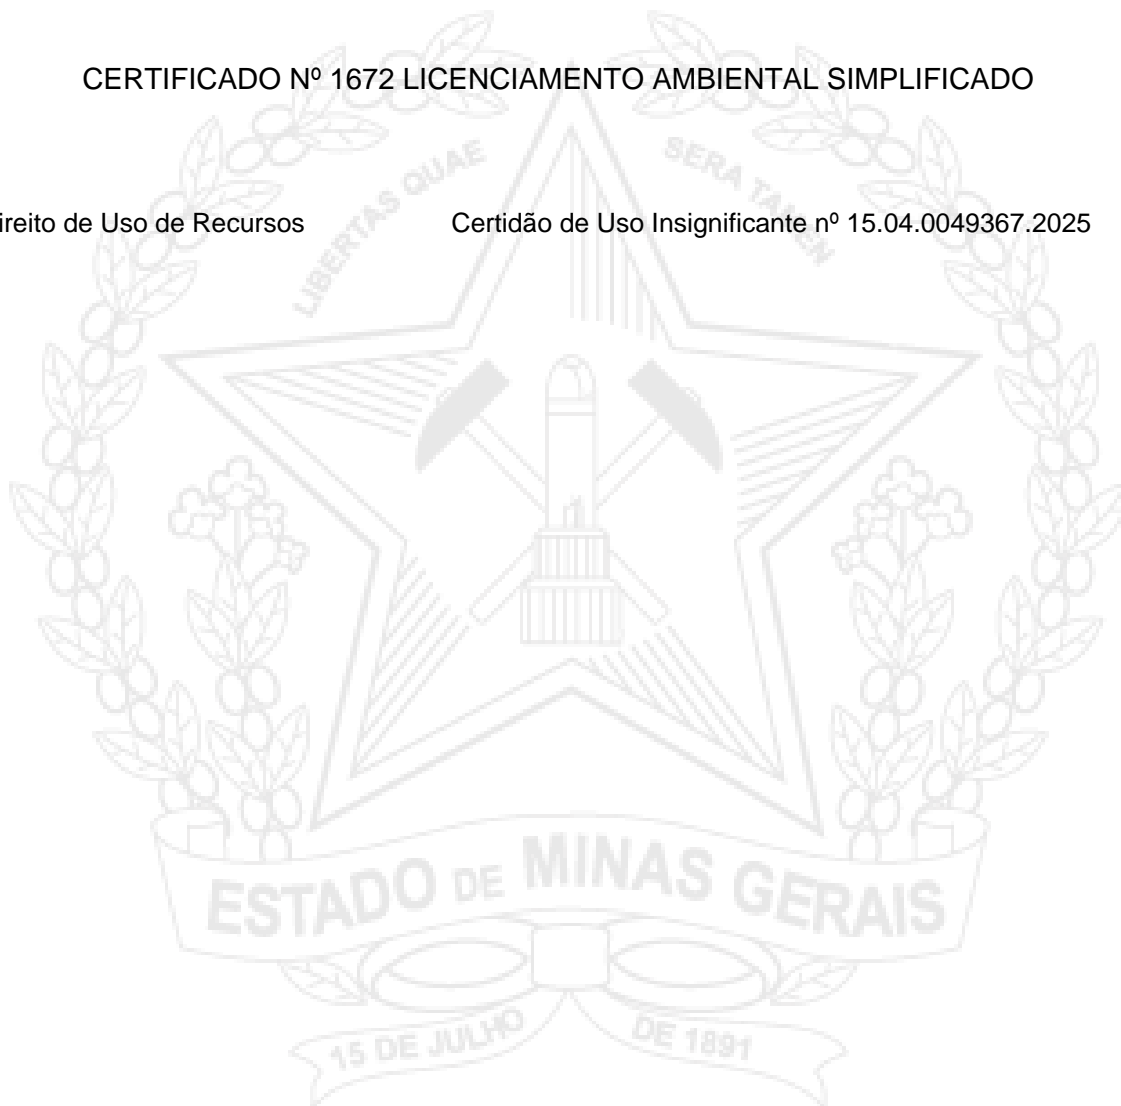 CERTIFICADO Nº 1672 LICENCIAMENTO AMBIENTAL SIMPLIFICADO
LIBERTAS QUAE SERA TAMEN
ireito de Uso de Recursos Certidão de Uso Insignificante nº 15.04.0049367.2025
ESTADO DE MINAS GERAIS
15 DE JULHO DE 1891